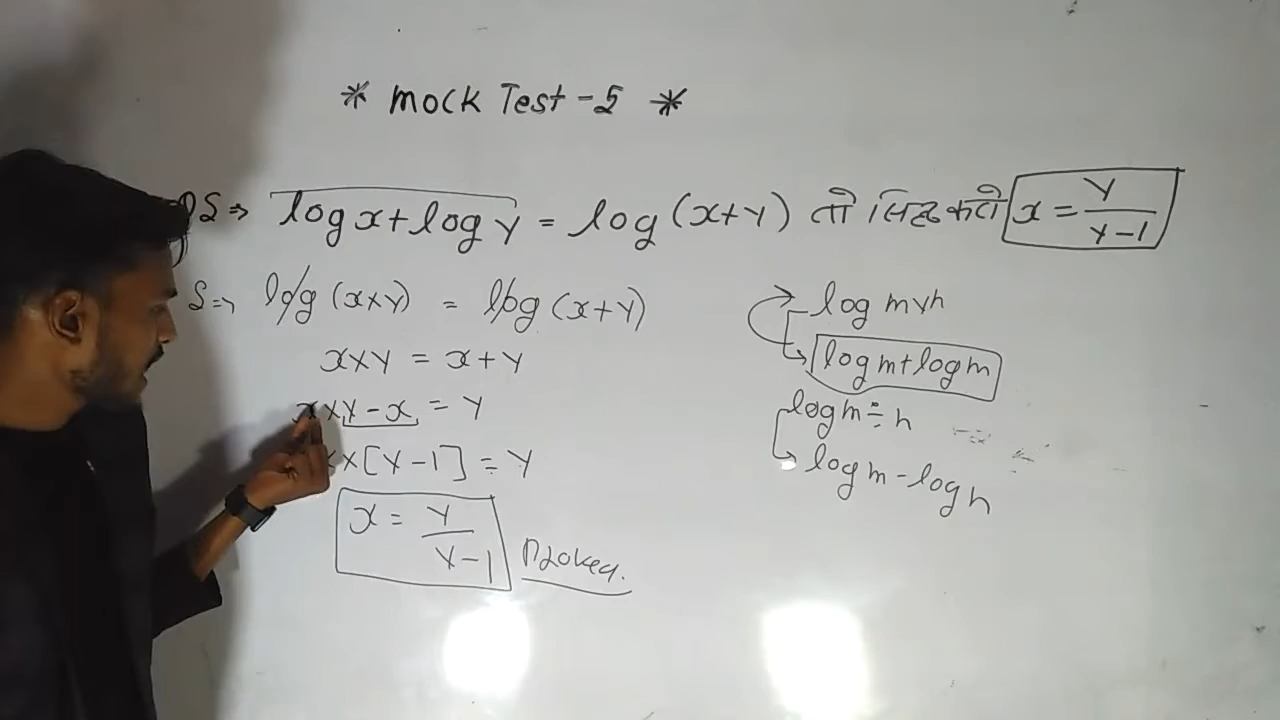 * Mock Test - 5 *
Q5 ⇒ log x + log y = log (x+y) तो सिद्ध करो x = y/(y-1)
S ⇒ log (x×y) = log (x+y)
x×y = x+y
x×y - x = y
x[y-1] = y
x = y/(y-1) Proved.
log m×n
log m + log m
log m ÷ n
log m - log n